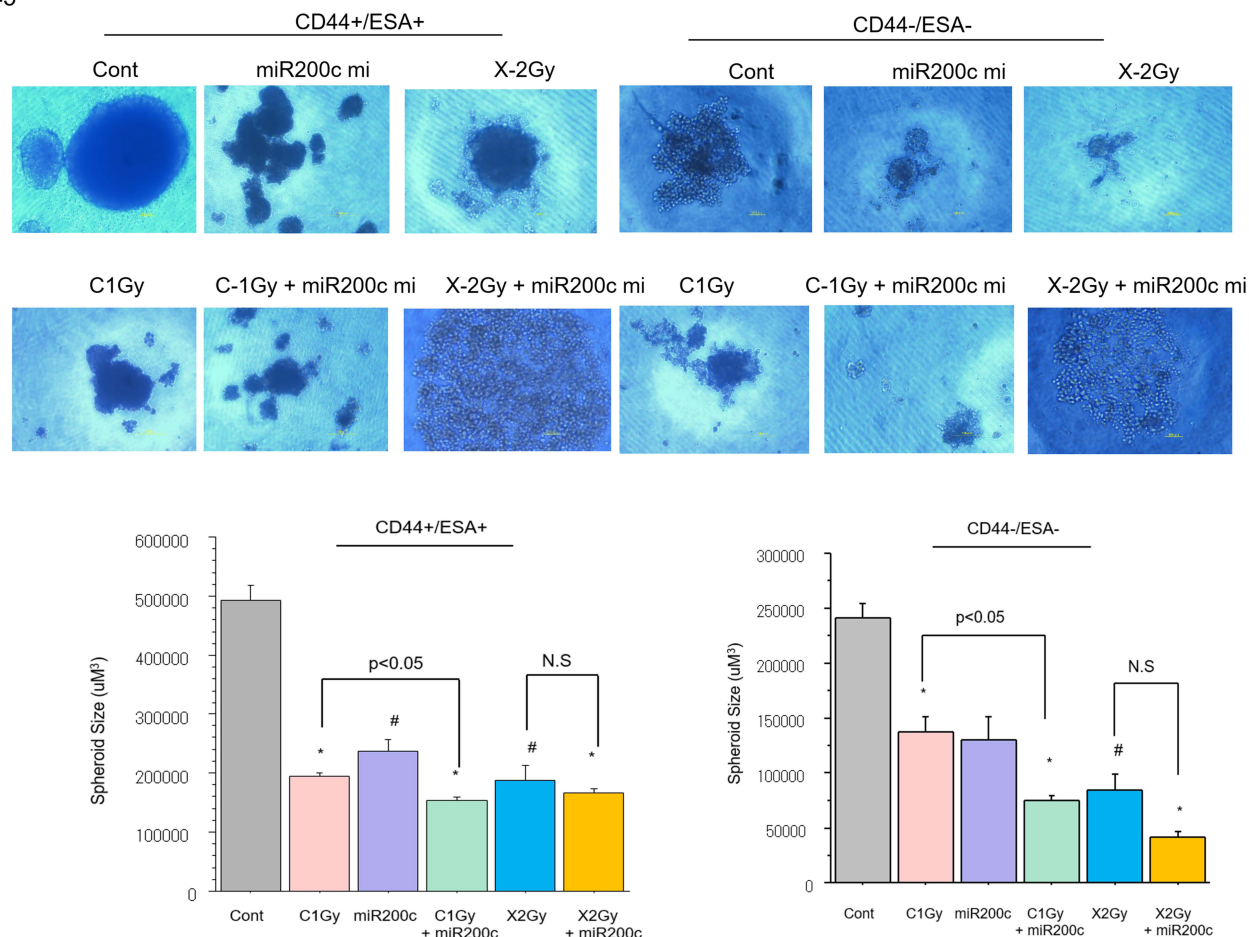 CD44+/ESA+
CD44-/ESA-
Cont
miR200c mi
X-2Gy
Cont
miR200c mi
X-2Gy
C1Gy
C-1Gy + miR200c mi
X-2Gy + miR200c mi
C1Gy
C-1Gy + miR200c mi
X-2Gy + miR200c mi
CD44+/ESA+
Spheroid Size (uM³)
600000
500000
400000
300000
200000
100000
0
p<0.05
N.S
*
#
*
#
*
Cont
C1Gy
miR200c
C1Gy
+ miR200c
X2Gy
X2Gy
+ miR200c
CD44-/ESA-
Spheroid Size (uM³)
300000
250000
200000
150000
100000
50000
0
p<0.05
N.S
*
*
#
*
Cont
C1Gy
miR200c
C1Gy
+ miR200c
X2Gy
X2Gy
+ miR200c